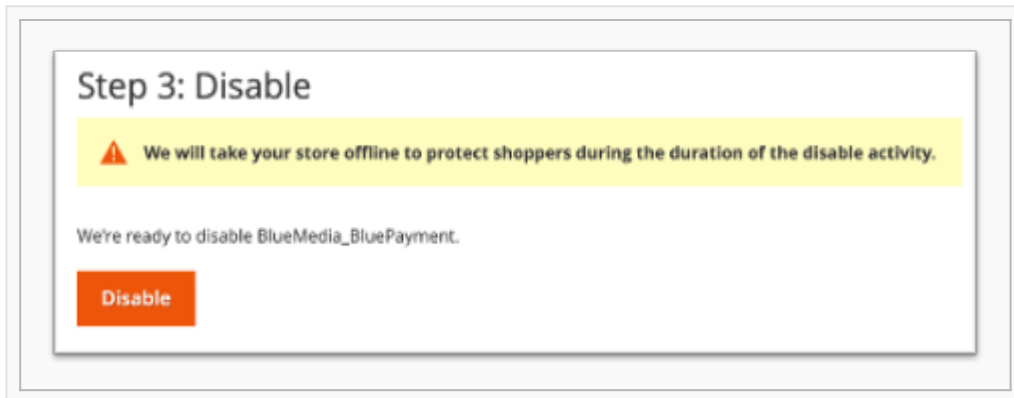 Step 3: Disable
We will take your store offline to protect shoppers during the duration of the disable activity.
We're ready to disable BlueMedia_BluePayment.
Disable